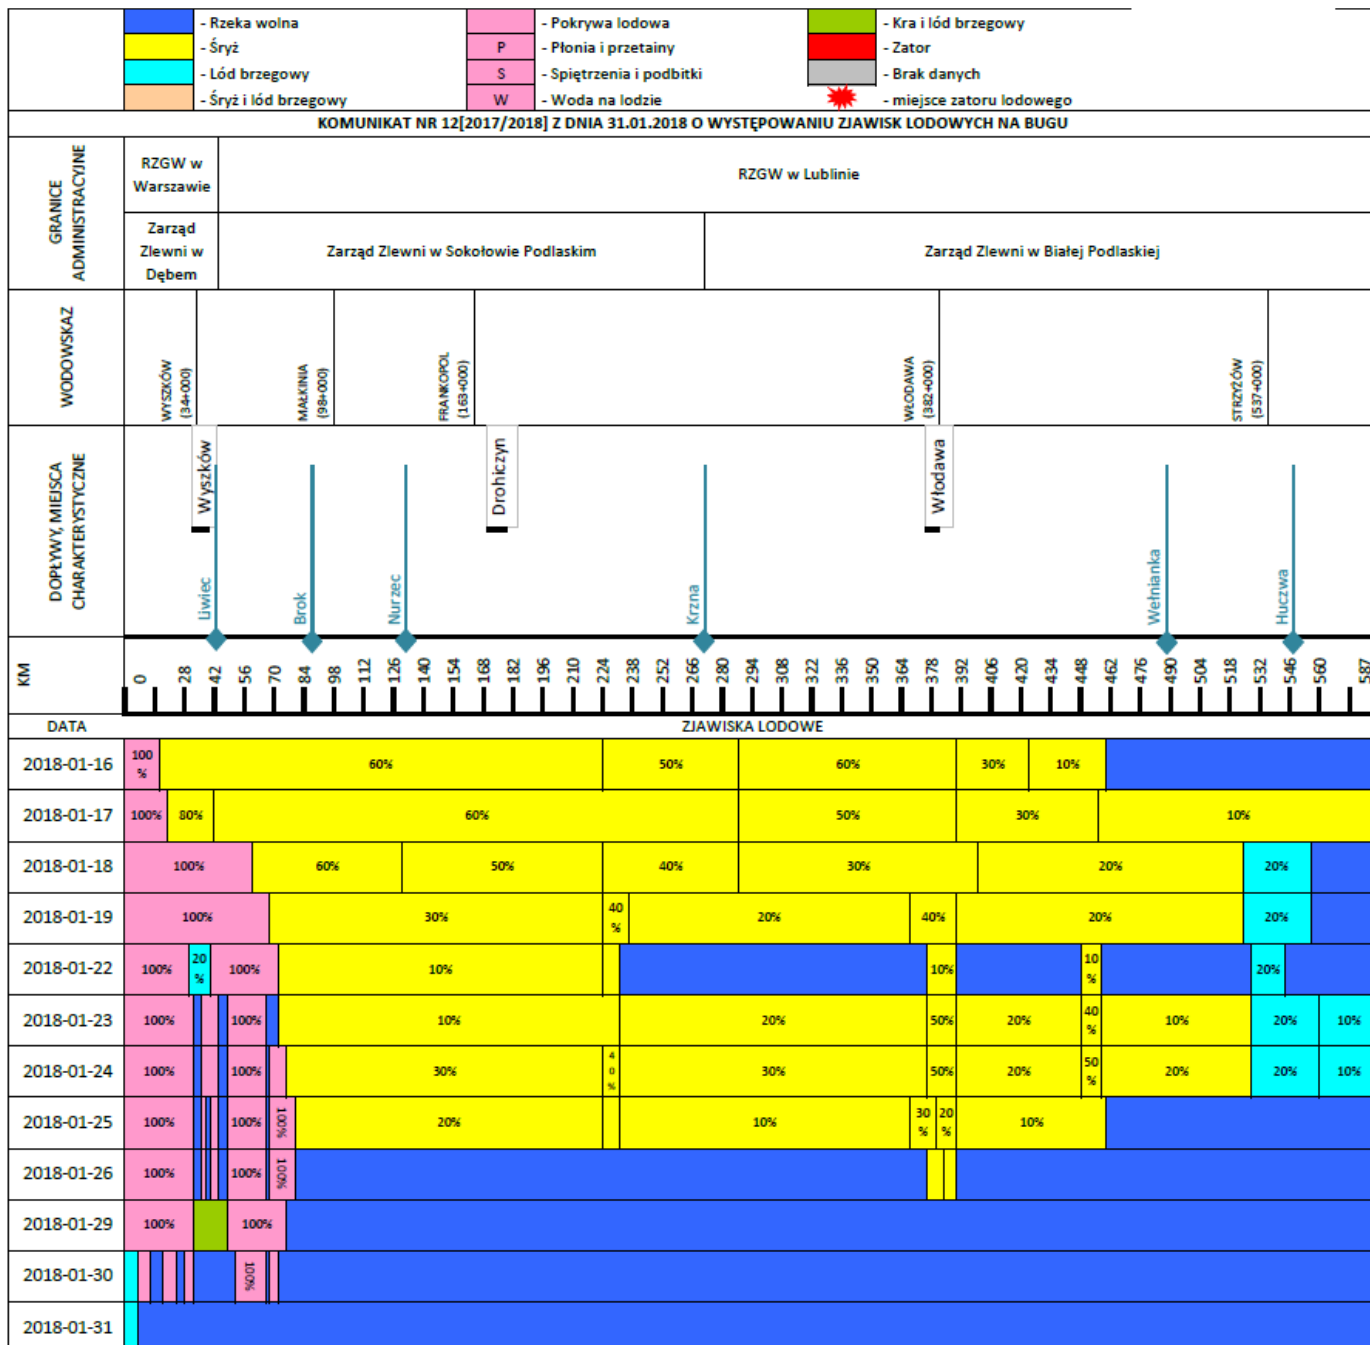 - Rzeka wolna
- Śryż
- Lód brzegowy
- Śryż i lód brzegowy
- Pokrywa lodowa
P - Płonia i przetainy
S - Spiętrzenia i podbitki
W - Woda na lodzie
- Kra i lód brzegowy
- Zator
- Brak danych
- miejsce zatoru lodowego
KOMUNIKAT NR 12[2017/2018] Z DNIA 31.01.2018 O WYSTĘPOWANIU ZJAWISK LODOWYCH NA BUGU
GRANICE
ADMINISTRACYJNE
RZGW w
Warszawie
RZGW w Lublinie
Zarząd
Zlewni w
Dębem
Zarząd Zlewni w Sokołowie Podlaskim
Zarząd Zlewni w Białej Podlaskiej
WODOWSKAZ
WYSZKÓW
(34+000)
MAŁKINIA
(98+000)
FRANKOPOL
(163+000)
WŁODAWA
(382+000)
STRZYŻÓW
(537+000)
DOPŁYWY, MIEJSCA
CHARAKTERYSTYCZNE
Wyszków
Drohiczyn
Włodawa
Liwiec
Brok
Nurzec
Krzna
Wełnianka
Huczwa
KM
0 28 42 56 70 84 98 112 126 140 154 168 182 196 210 224 238 252 266 280 294 308 322 336 350 364 378 392 406 420 434 448 462 476 490 504 518 532 546 560 587
DATA ZJAWISKA LODOWE
2018-01-16 100% 60% 50% 60% 30% 10%
2018-01-17 100% 80% 60% 50% 30% 10%
2018-01-18 100% 60% 50% 40% 30% 20% 20%
2018-01-19 100% 30% 40% 20% 40% 20% 20%
2018-01-22 100% 20% 100% 10% 10% 10% 20%
2018-01-23 100% 100% 10% 20% 50% 20% 40% 10% 20% 10%
2018-01-24 100% 100% 30% 40% 30% 50% 20% 50% 20% 20% 10%
2018-01-25 100% 100% 100% 20% 10% 30% 20% 10%
2018-01-26 100% 100% 100%
2018-01-29 100% 100%
2018-01-30 100%
2018-01-31